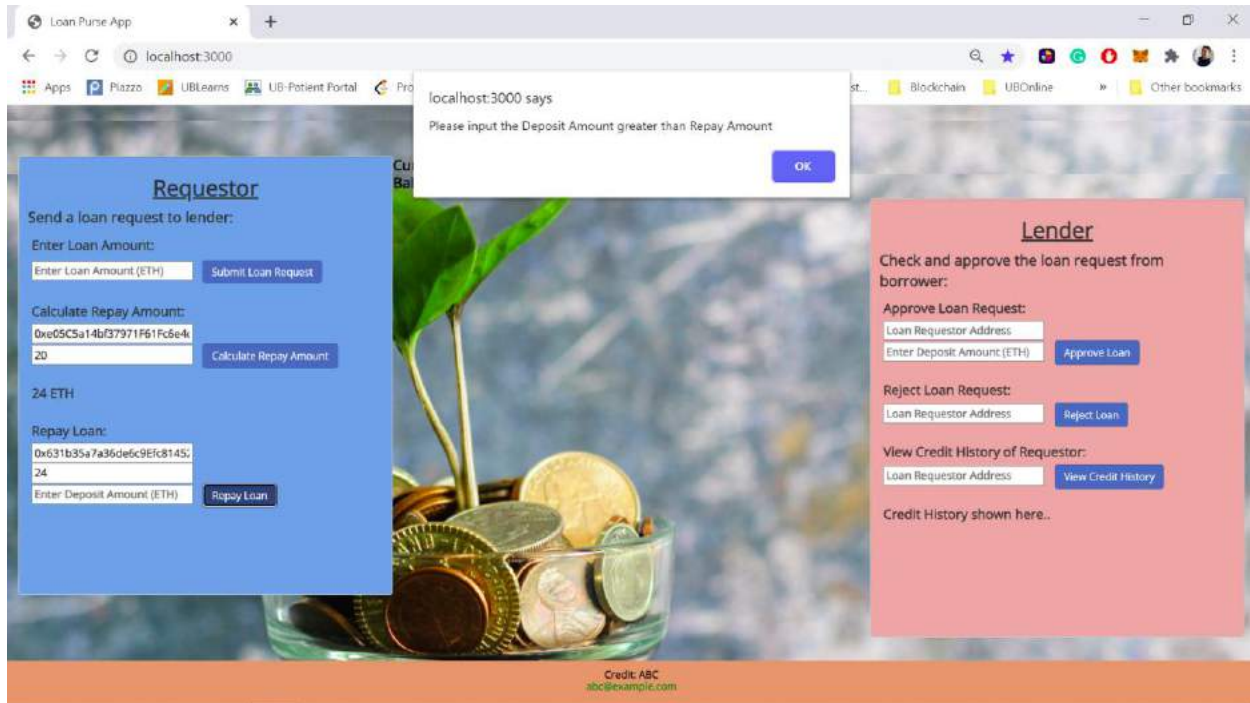 Loan Purse App
localhost:3000
Apps
Piazza
UBLearns
UB-Patient Portal
Blockchain
UBOnline
Other bookmarks
localhost:3000 says
Please input the Deposit Amount greater than Repay Amount
OK
Requestor
Send a loan request to lender:
Enter Loan Amount:
Enter Loan Amount (ETH)
Submit Loan Request
Calculate Repay Amount:
0xe05C5a14bf37971F61Fc6e4
20
Calculate Repay Amount
24 ETH
Repay Loan:
0x631b35a7a36de6c9Efc8145
24
Enter Deposit Amount (ETH)
Repay Loan
Lender
Check and approve the loan request from
borrower:
Approve Loan Request:
Loan Requestor Address
Enter Deposit Amount (ETH)
Approve Loan
Reject Loan Request:
Loan Requestor Address
Reject Loan
View Credit History of Requestor:
Loan Requestor Address
View Credit History
Credit History shown here..
Credit: ABC
abc@example.com